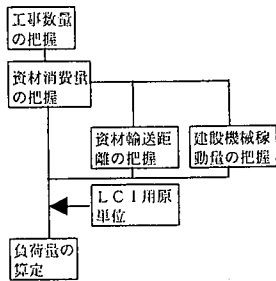 工事数量
の把握
資材消費量
の把握
資材輸送距
離の把握
建設機械稼
動量の把握
ＬＣＩ用原
単位
負荷量の
算定